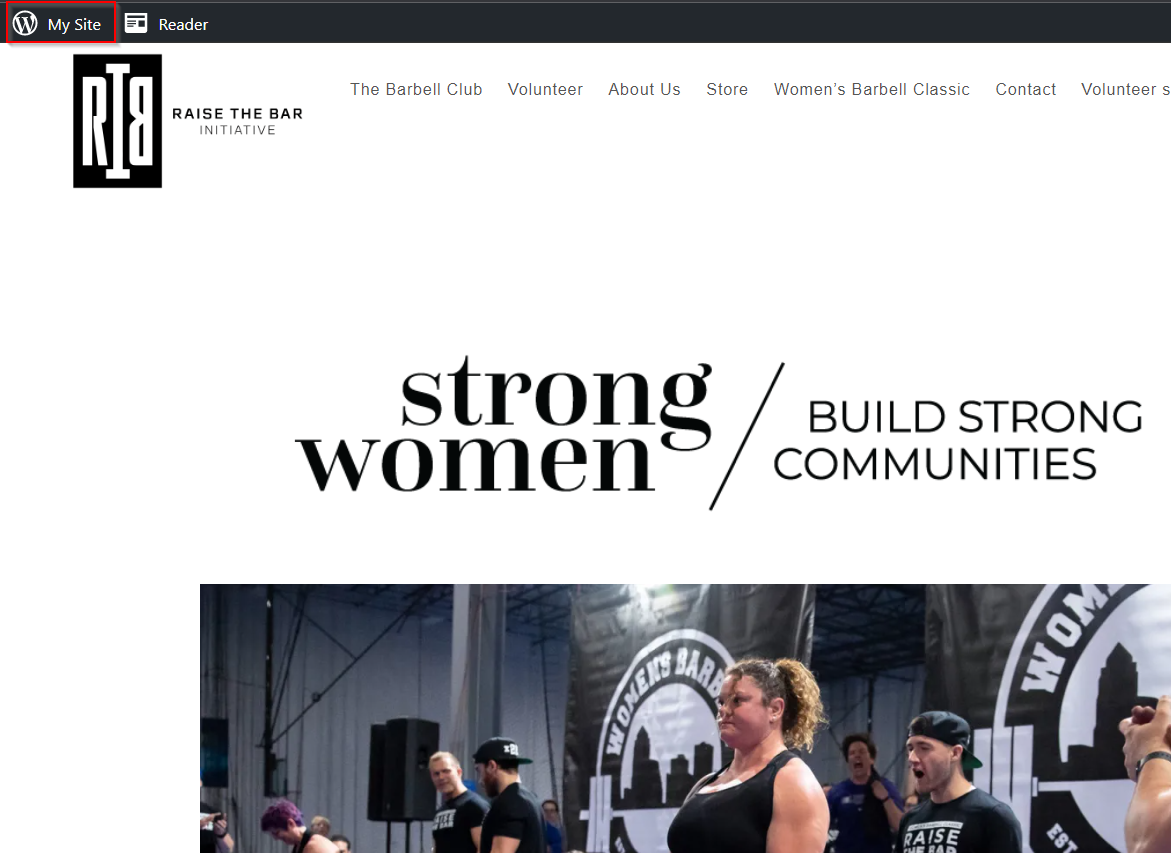 My Site Reader
RIB
RAISE THE BAR
INITIATIVE
The Barbell Club Volunteer About Us Store Women’s Barbell Classic Contact Volunteer s
strong
women
BUILD STRONG
COMMUNITIES
WOMEN'S BARB
WOM
EST
RAISE
THE BAR